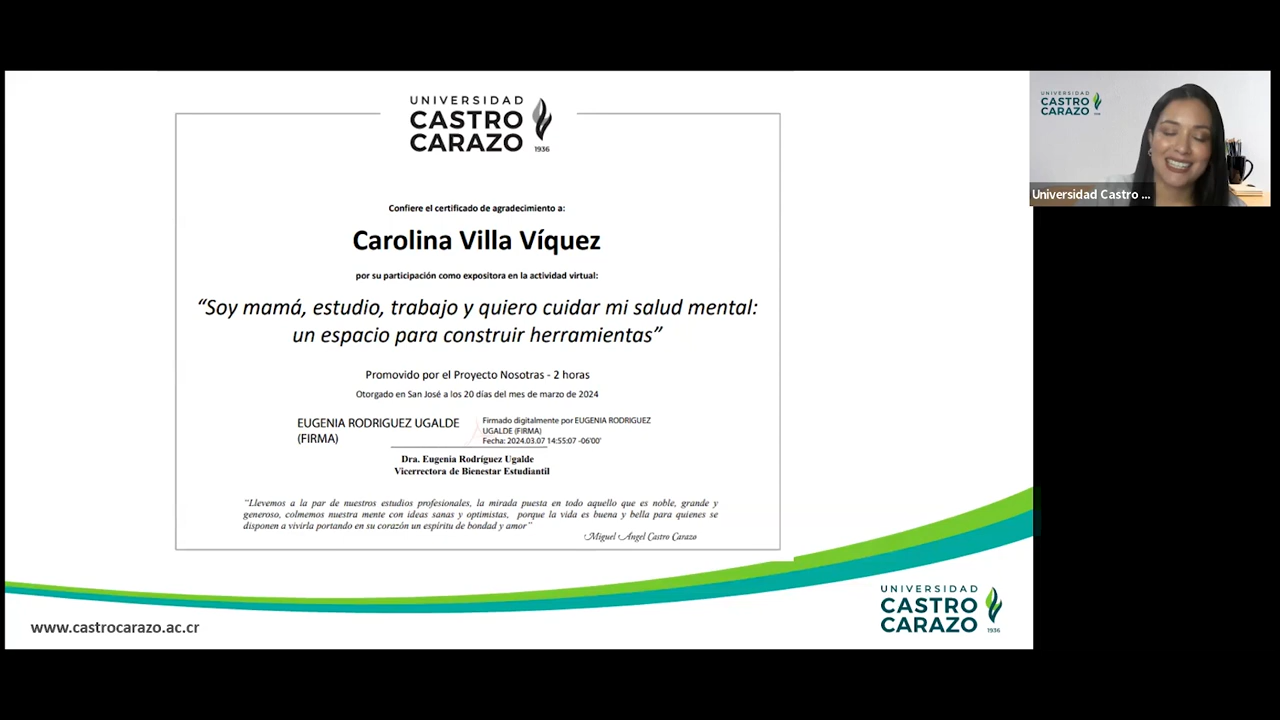 UNIVERSIDAD
CASTRO
CARAZO
1936
Confiere el certificado de agradecimiento a:
Carolina Villa Víquez
por su participación como expositora en la actividad virtual:
“Soy mamá, estudio, trabajo y quiero cuidar mi salud mental:
un espacio para construir herramientas”
Promovido por el Proyecto Nosotras - 2 horas
Otorgado en San José a los 20 días del mes de marzo de 2024
EUGENIA RODRIGUEZ UGALDE
(FIRMA)
Firmado digitalmente por EUGENIA RODRIGUEZ
UGALDE (FIRMA)
Fecha: 2024.03.07 14:55:07 -06'00'
Dra. Eugenia Rodríguez Ugalde
Vicerrectora de Bienestar Estudiantil
“Llevemos a la par de nuestros estudios profesionales, la mirada puesta en todo aquello que es noble, grande y
generoso, colmemos nuestra mente con ideas sanas y optimistas, porque la vida es buena y bella para quienes se
disponen a vivirla portando en su corazón un espíritu de bondad y amor”
Miguel Ángel Castro Carazo
www.castrocarazo.ac.cr
UNIVERSIDAD
CASTRO
CARAZO
1936
UNIVERSIDAD
CASTRO
CARAZO
Universidad Castro ...